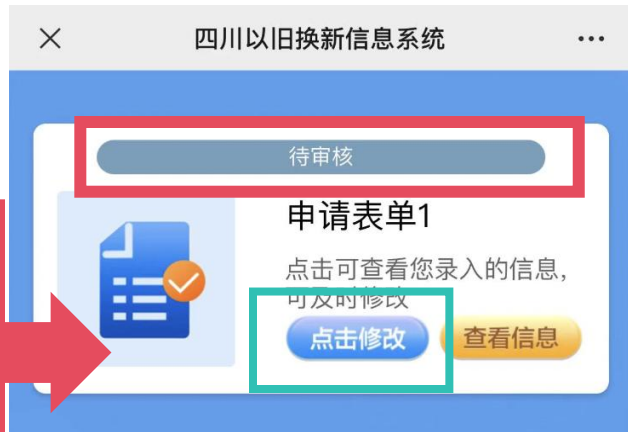 四川以旧换新信息系统
待审核
申请表单1
点击可查看您录入的信息，
可及时修改
点击修改
查看信息